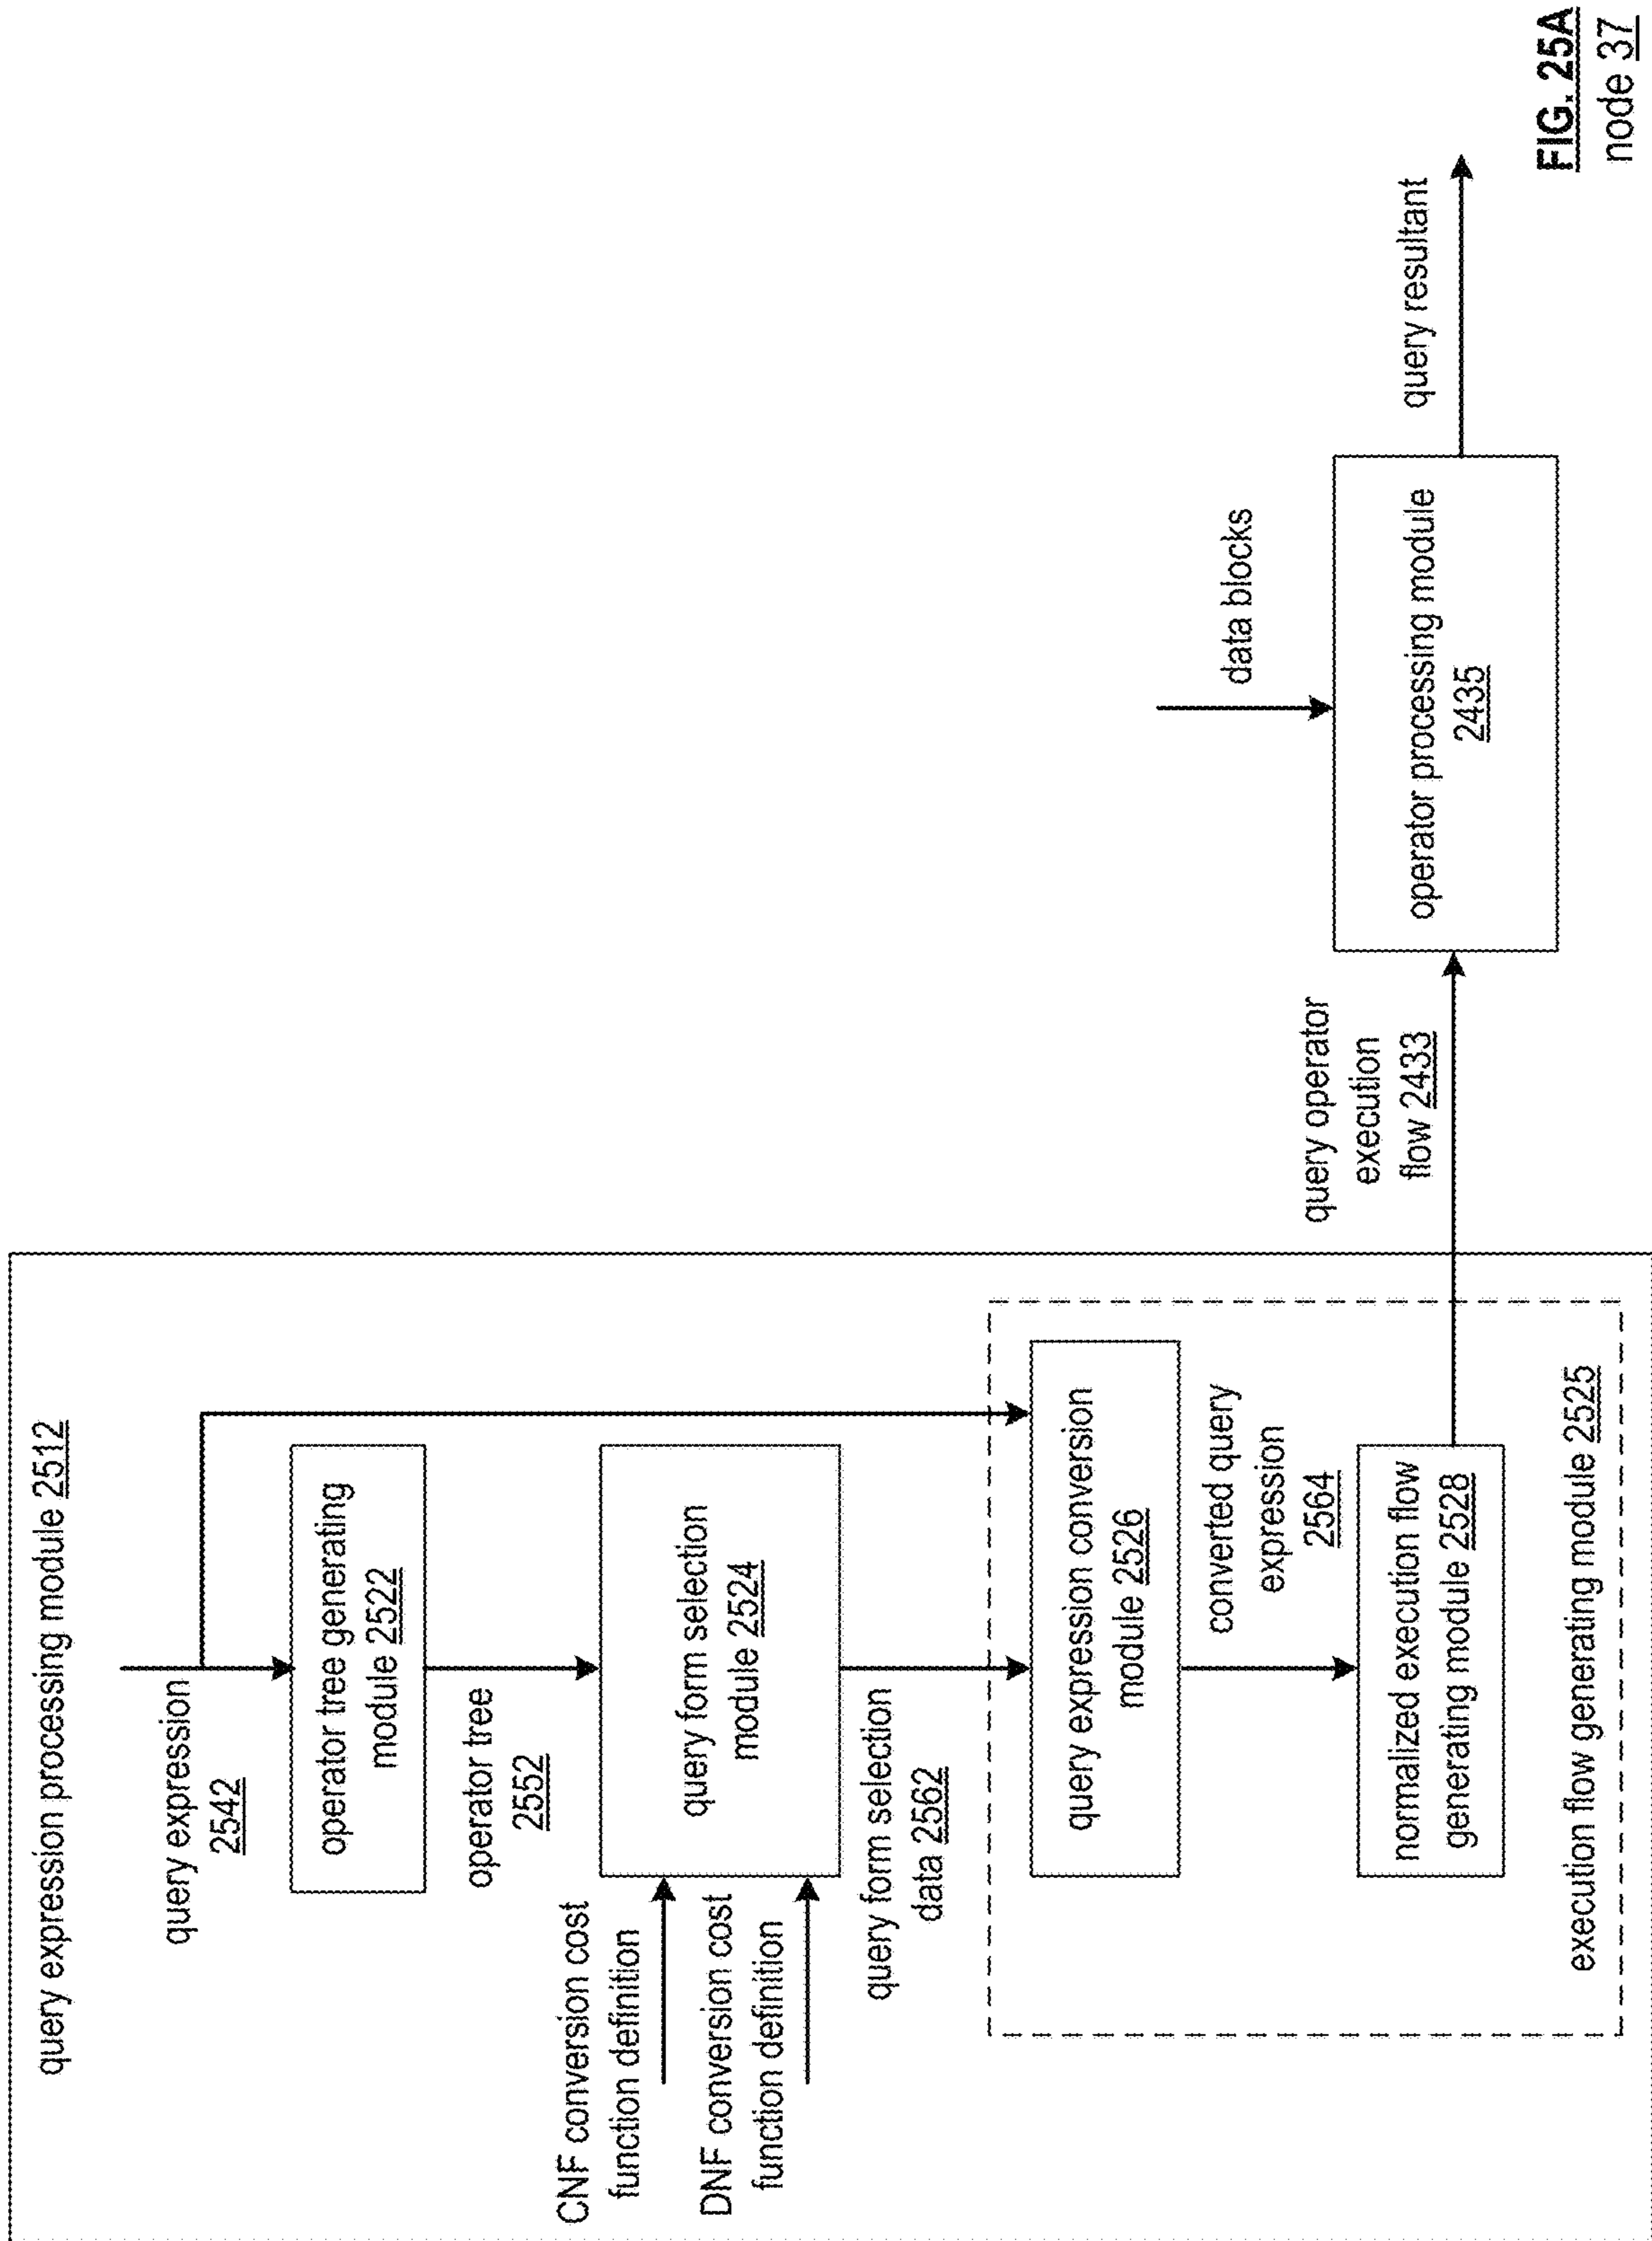 query expression processing module 2512
query expression
2542
operator tree generating
module 2522
operator tree
2552
CNF conversion cost
function definition
DNF conversion cost
function definition
query form selection
module 2524
query form selection
data 2562
query expression conversion
module 2526
converted query
expression
2564
normalized execution flow
generating module 2528
execution flow generating module 2525
query operator
execution
flow 2433
data blocks
operator processing module
2435
query resultant
FIG. 25A
node 37